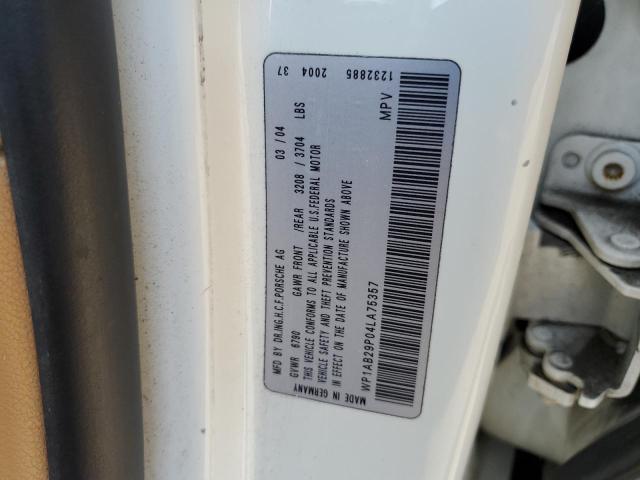 MFG BY DR.ING.H.C.F.PORSCHE AG 03 / 04
GVWR 6790 GAWR FRONT /REAR 3208 / 3704 LBS
THIS VEHICLE CONFORMS TO ALL APPLICABLE U.S.FEDERAL MOTOR
VEHICLE SAFETY AND THEFT PREVENTION STANDARDS
IN EFFECT ON THE DATE OF MANUFACTURE SHOWN ABOVE
WP1AB29P04LA75357 MPV
MADE IN GERMANY 2004 37 1232885